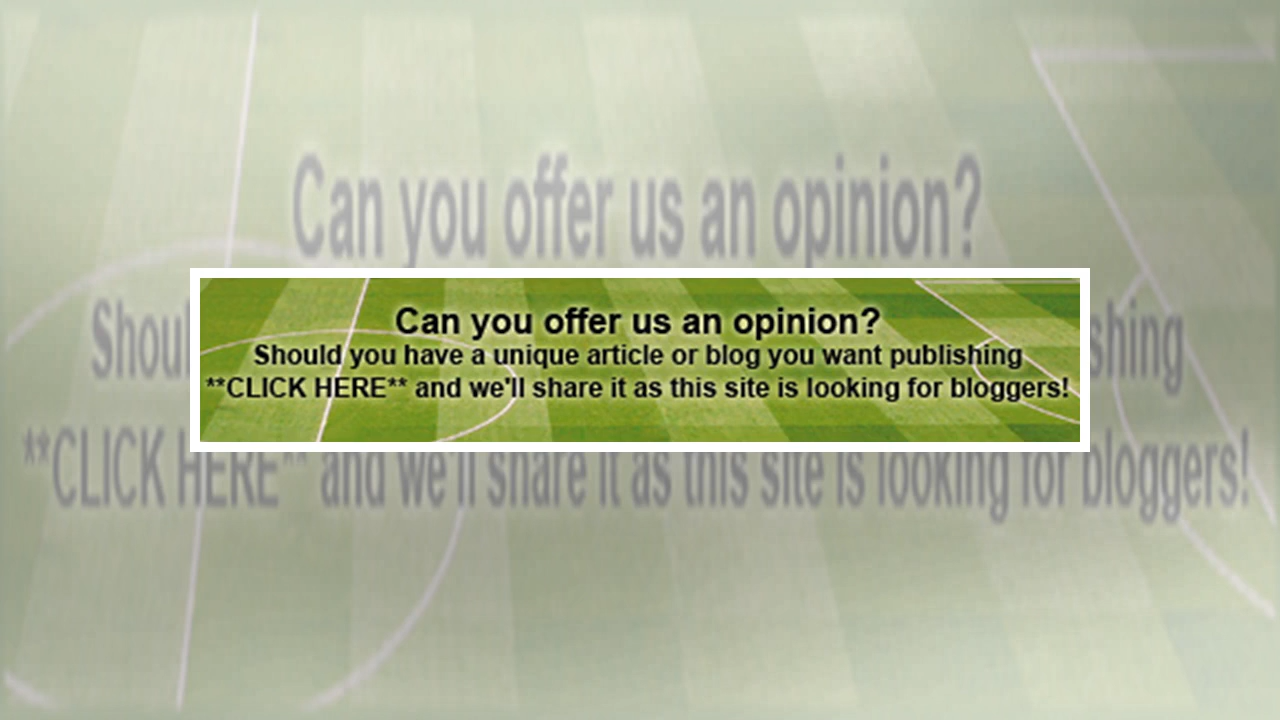 Can you offer us an opinion?
Should you have a unique article or blog you want publishing
**CLICK HERE** and we'll share it as this site is looking for bloggers!